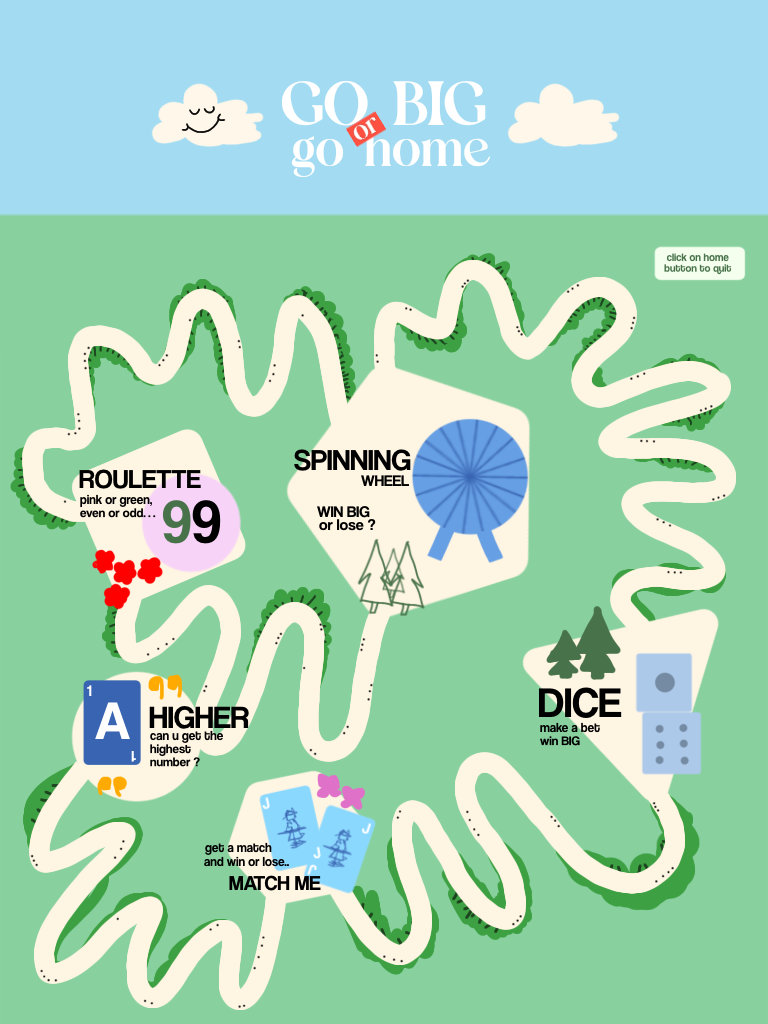 GO BIG
or
go home
click on home
button to quit
SPINNING
WHEEL
WIN BIG
or lose ?
ROULETTE
pink or green,
even or odd...
99
DICE
make a bet
win BIG
1
A
1
HIGHER
can u get the
highest
number ?
J
J
J
J
get a match
and win or lose..
MATCH ME